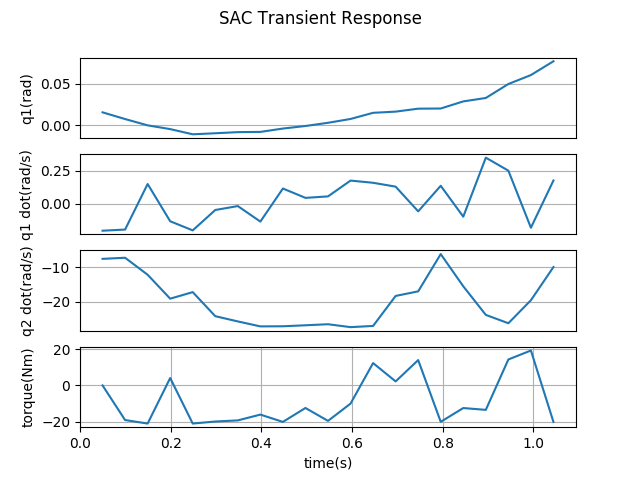 SAC Transient Response
q1(rad)
0.05
0.00
q1 dot(rad/s)
0.25
0.00
q2 dot(rad/s)
−10
−20
torque(Nm)
20
0
−20
0.0 0.2 0.4 0.6 0.8 1.0
time(s)